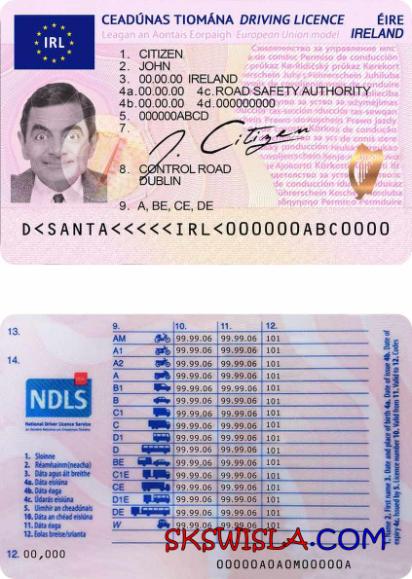 CEADÚNAS TIOMÁNA DRIVING LICENCE
ÉIRE
Leagan an Aontais Eorpaigh European Union model
IRELAND
IRL
1. CITIZEN
2. JOHN
3. 00.00.00 IRELAND
4a. 00.00.00 4c. ROAD SAFETY AUTHORITY
4b. 00.00.00 4d. 000000000
5. 000000ABCD
7.
J. Citizen
8. CONTROL ROAD
DUBLIN
9. A, BE, CE, DE
D<SANTA<<<<<IRL<000000ABC0000
13.
14.
9. 10. 11. 12.
AM 99.99.06 99.99.06 101
A1 99.99.06 99.99.06 101
A2 99.99.06 99.99.06 101
A 99.99.06 99.99.06 101
B1 99.99.06 99.99.06 101
B 99.99.06 99.99.06 101
C1 99.99.06 99.99.06 101
C 99.99.06 99.99.06 101
D1 99.99.06 99.99.06 101
D 99.99.06 99.99.06 101
BE 99.99.06 99.99.06 101
C1E 99.99.06 99.99.06 101
CE 99.99.06 99.99.06 101
D1E 99.99.06 99.99.06 101
DE 99.99.06 99.99.06 101
W 99.99.06 99.99.06 101
NDLS
National Driver Licence Service
1. Sloinne
2. Réamhainm(neacha)
3. Dáta agus áit bheithe
4a. Dáta eisiúna
4b. Dáta éaga
4c. Údarás eisiúna
5. Uimhir an cheadúnais
10. Dáta an chéad eisiúna
11. Dáta éaga
12. Eolas breise/srianta
1. Name 2. First name 3. Date and place of birth 4a. Date of issue 4b. Date of expiry 4c. Issued by 5. Licence number 10. Valid from 11. Valid to 12. Codes
12. 00,000
00000A0A0M000000A
SKSWISLA.COM